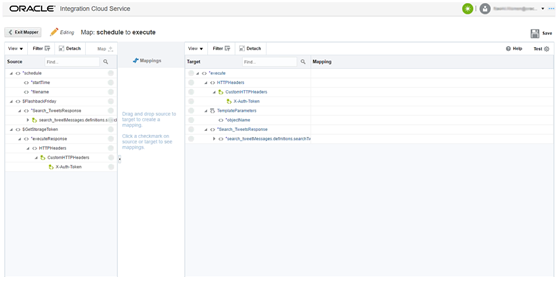 ORACLE Integration Cloud Service
Exit Mapper Editing Map: schedule to execute Save
View Filter Detach Map View Filter Detach Help Test
Source Find... Mappings Target Find... Mapping
*schedule
*startTime
*filename
$FlashbackFriday
*Search_TweetsResponse
*search_tweetMessages.definitions.
$GetStorageToken
*executeResponse
HTTPHeaders
CustomHTTPHeaders
X-Auth-Token
Drag and drop source to
target to create a
mapping.
Click a checkmark on
source or target to see
mappings.
*execute
HTTPHeaders
CustomHTTPHeaders
X-Auth-Token
TemplateParameters
*objectName
*Search_TweetsResponse
*search_tweetMessages.definitions.searchT